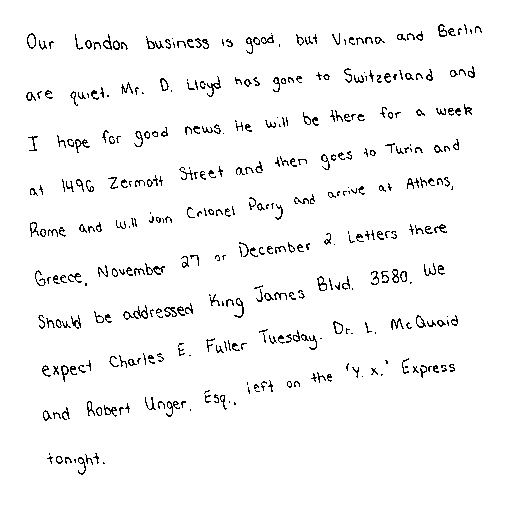 Our London business is good, but Vienna and Berlin
are quiet. Mr. D. Lloyd has gone to Switzerland and
I hope for good news. He will be there for a week
at 1496 Zermott Street and then goes to Turin and
Rome and will join Colonel Parry and arrive at Athens,
Greece, November 27 or December 2. Letters there
Should be addressed King James Blvd. 3580. We
expect Charles E. Fuller Tuesday. Dr. L. McQuaid
and Robert Unger, Esq., left on the 'Y. X.' Express
tonight.